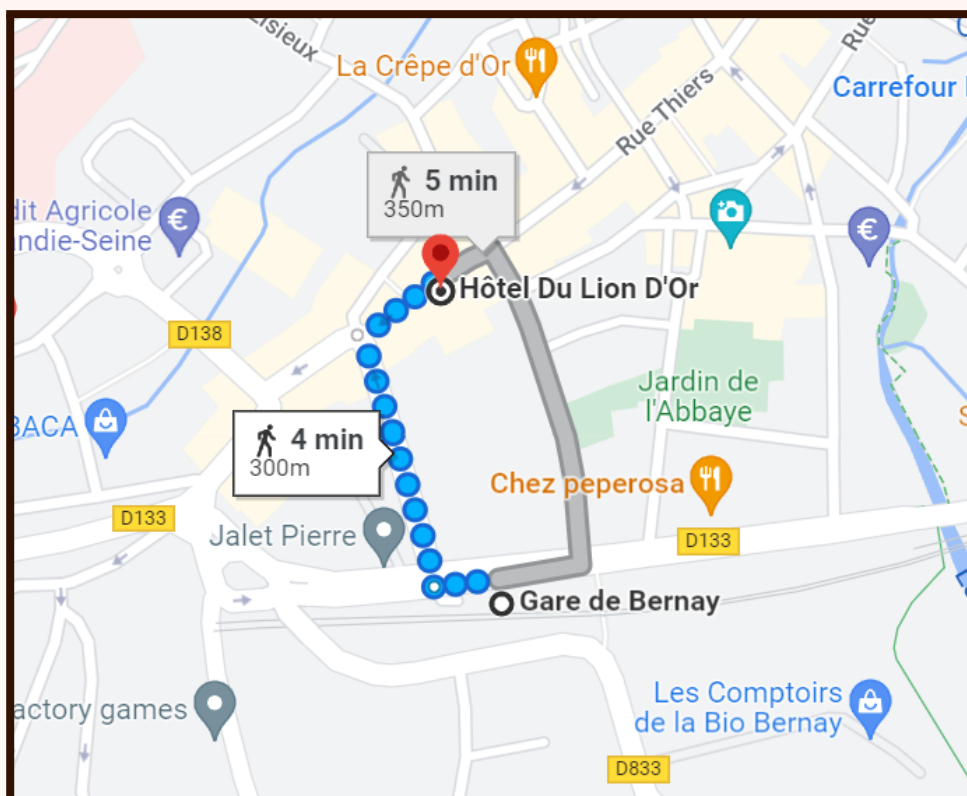 Lisieux
La Crêpe d'Or
Rue Thiers
Rue
Carrefour
5 min
350m
dit Agricole
andie-Seine
Hôtel Du Lion D'Or
D138
Jardin de
l'Abbaye
BACA
4 min
300m
Chez peperosa
D133
Jalet Pierre
D133
Gare de Bernay
actory games
Les Comptoirs
de la Bio Bernay
D833